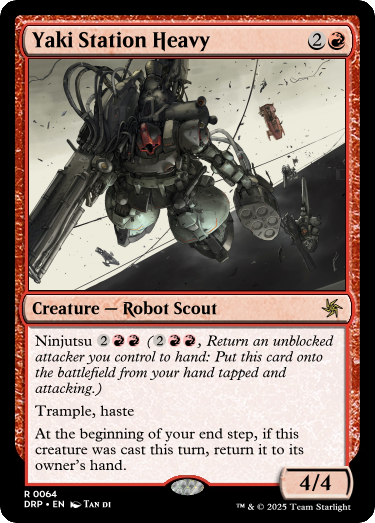 Yaki Station Heavy 2
Creature — Robot Scout
Ninjutsu 2 (2, Return an unblocked
attacker you control to hand: Put this card onto
the battlefield from your hand tapped and
attacking.)
Trample, haste
At the beginning of your end step, if this
creature was cast this turn, return it to its
owner's hand.
4/4
R 0064
DRP • EN TAN DI
™ & © 2025 Team Starlight